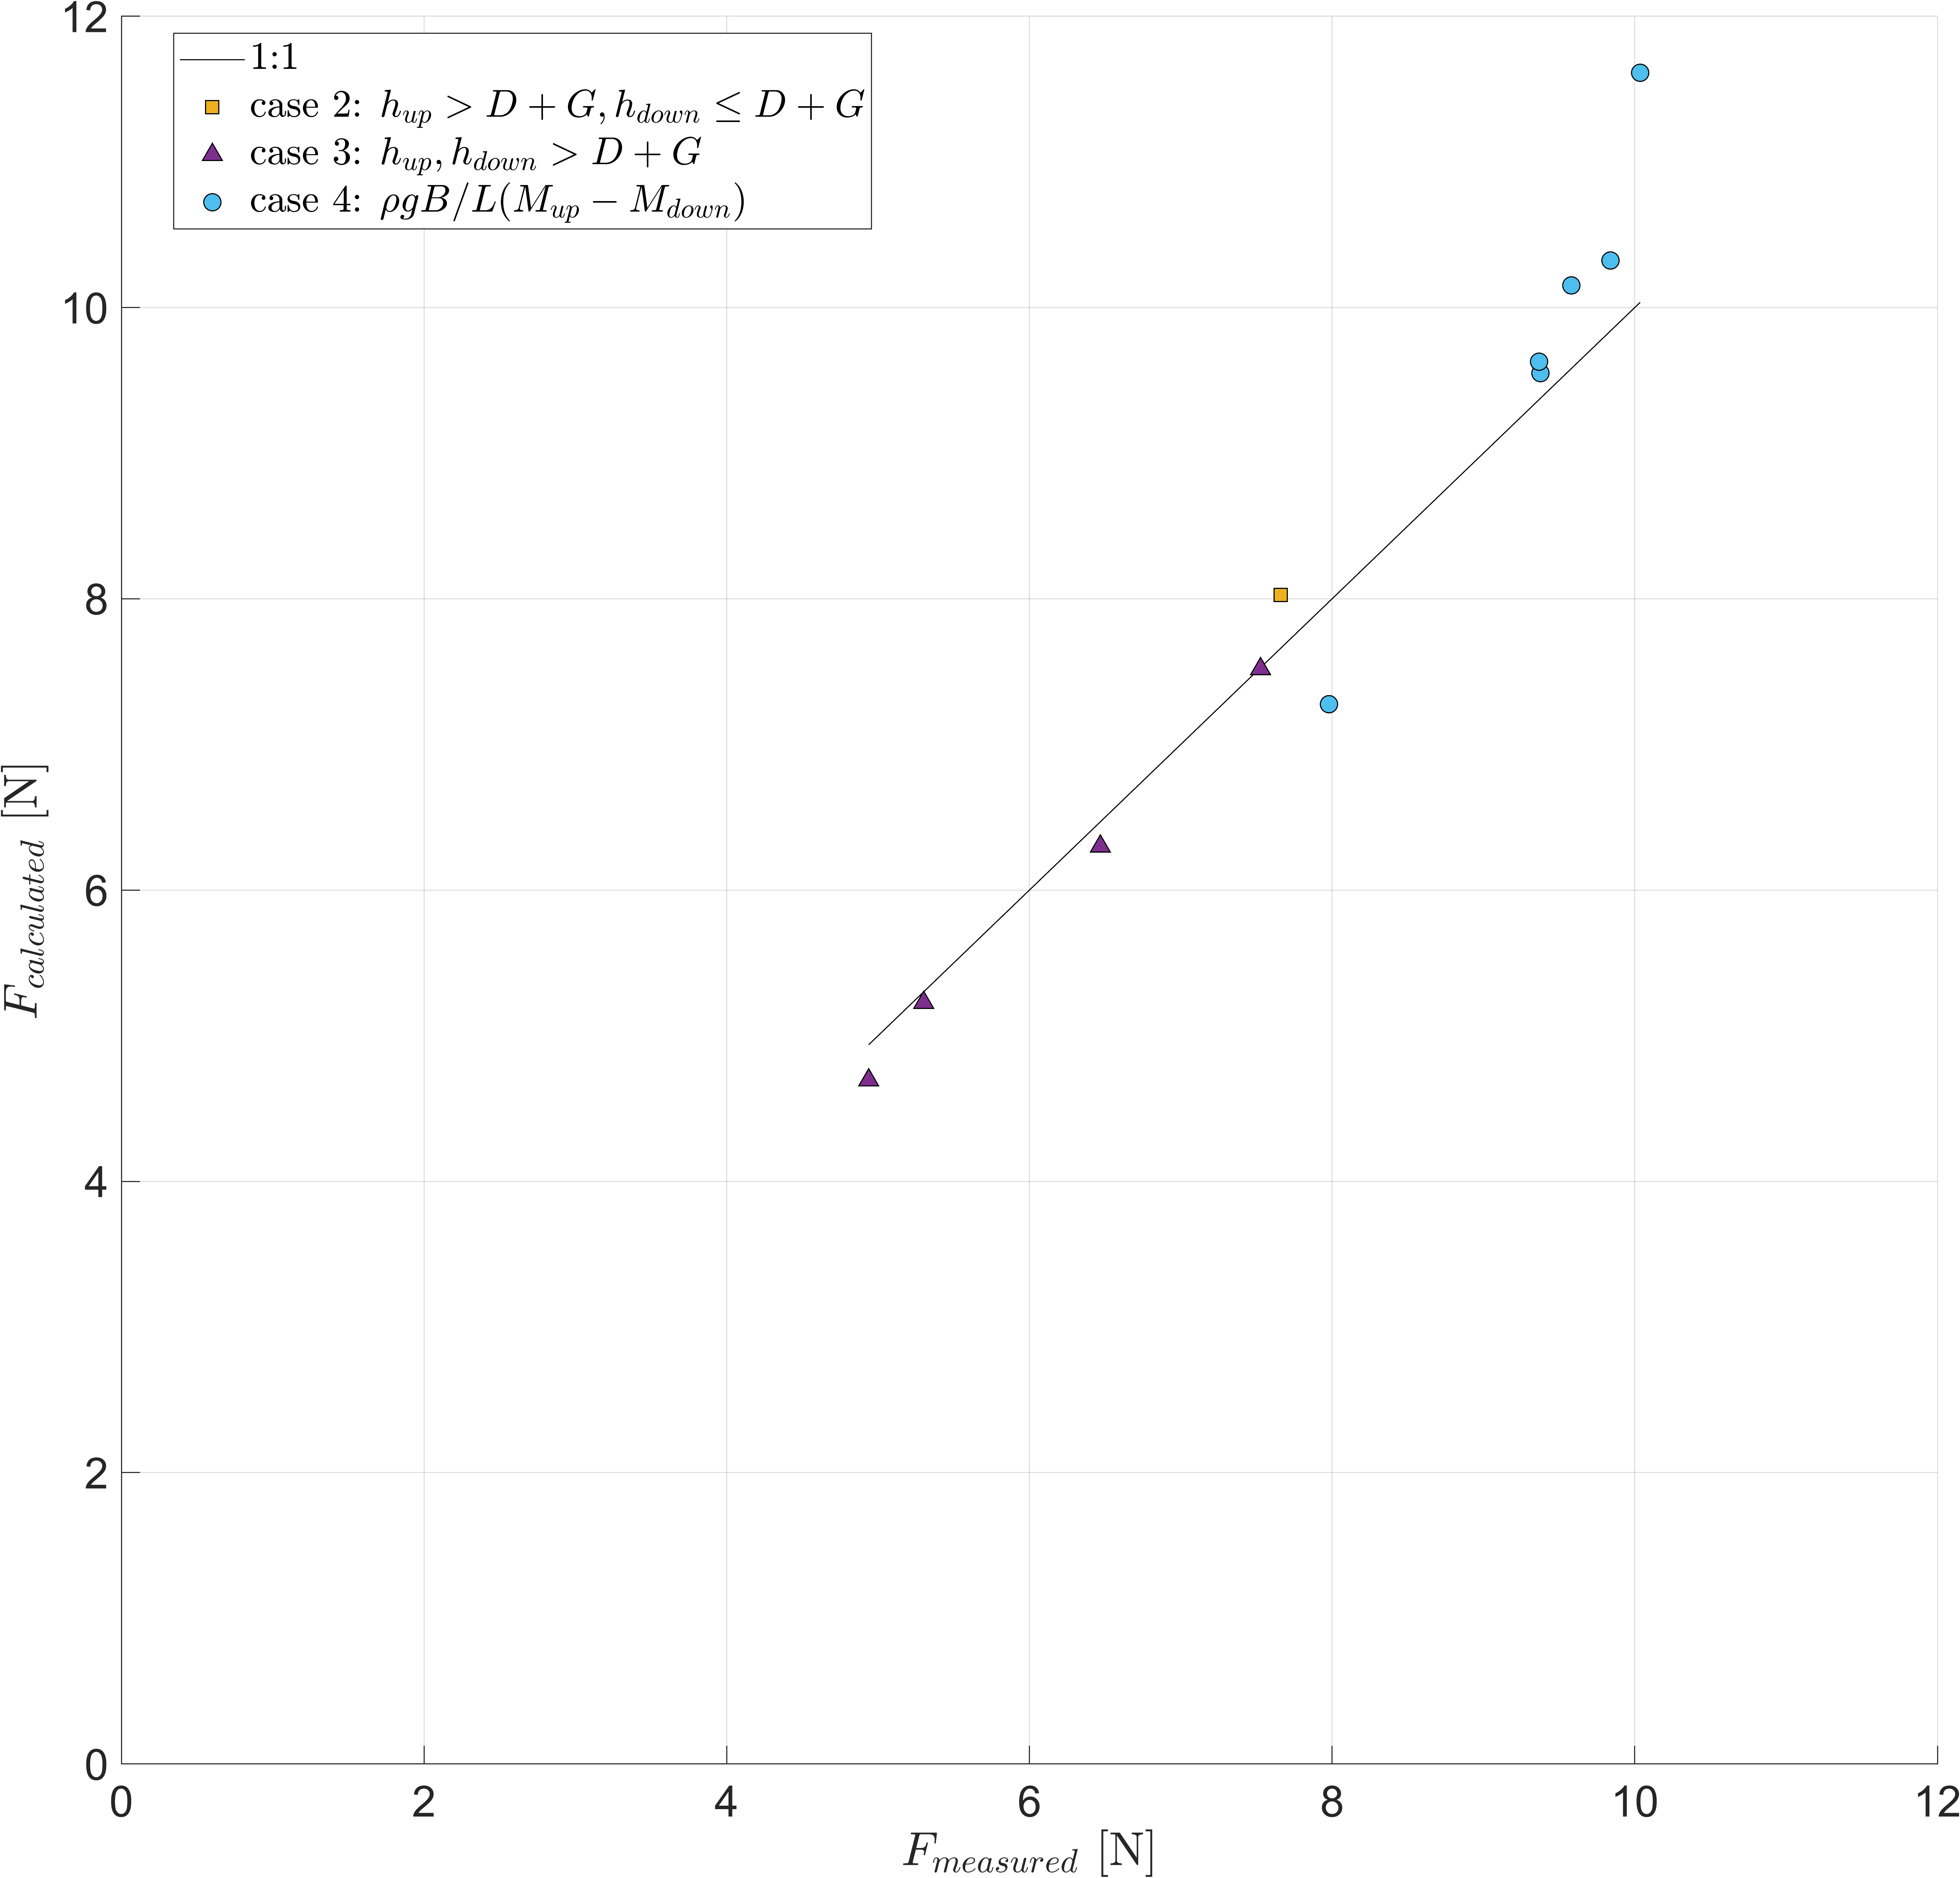 12
10
8
6
4
2
0
1:1
case 2: h_up > D + G, h_down ≤ D + G
case 3: h_up, h_down > D + G
case 4: ρgB/L(M_up − M_down)
F_calculated [N]
0 2 4 6 8 10 12
F_measured [N]